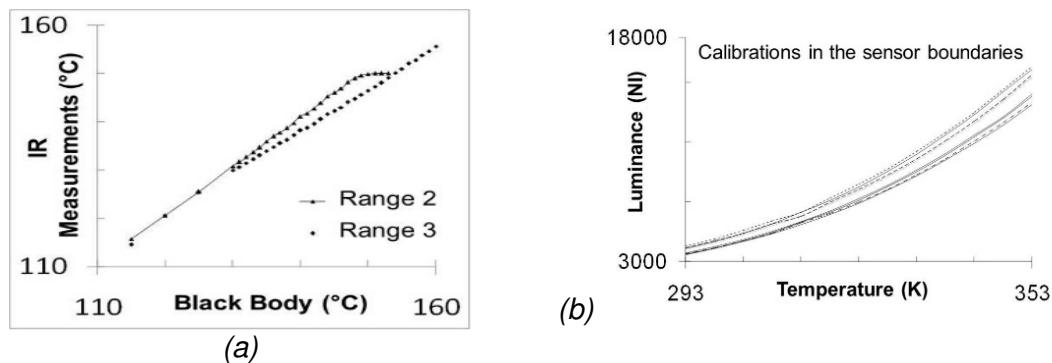 160
IR
Measurements (°C)
Range 2
Range 3
110
110
160
Black Body (°C)
(a)
18000
Calibrations in the sensor boundaries
Luminance (NI)
3000
293
353
Temperature (K)
(b)